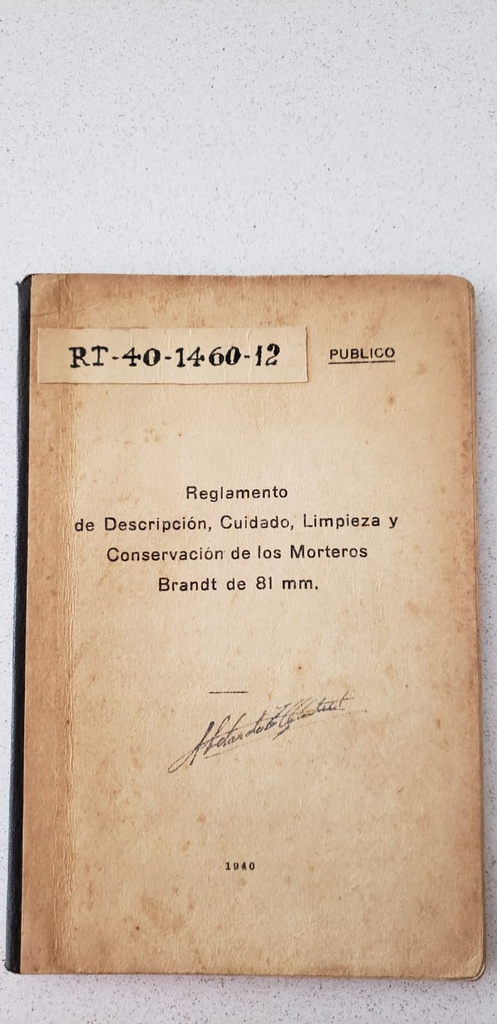 RT-40-1460-12
PUBLICO
Reglamento
de Descripción, Cuidado, Limpieza y
Conservación de los Morteros
Brandt de 81 mm.
1940